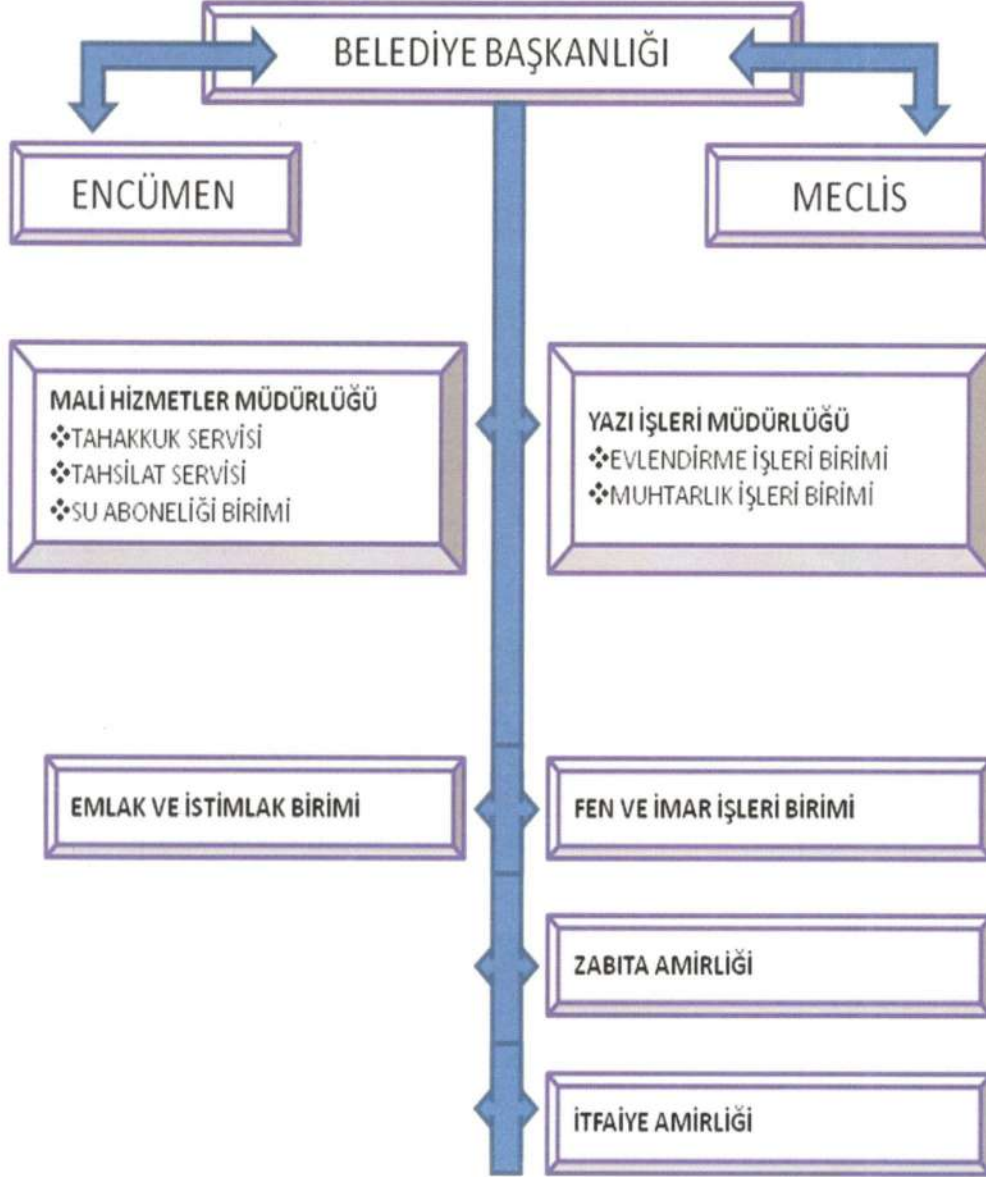 BELEDİYE BAŞKANLIĞI
ENCÜMEN
MECLİS
MALİ HİZMETLER MÜDÜRLÜĞÜ
❖TAHAKKUK SERVİSİ
❖TAHSİLAT SERVİSİ
❖SU ABONELİĞİ BİRİMİ
YAZI İŞLERİ MÜDÜRLÜĞÜ
❖EVLENDİRME İŞLERİ BİRİMİ
❖MUHTARLIK İŞLERİ BİRİMİ
EMLAK VE İSTİMLAK BİRİMİ
FEN VE İMAR İŞLERİ BİRİMİ
ZABITA AMİRLİĞİ
İTFAİYE AMİRLİĞİ